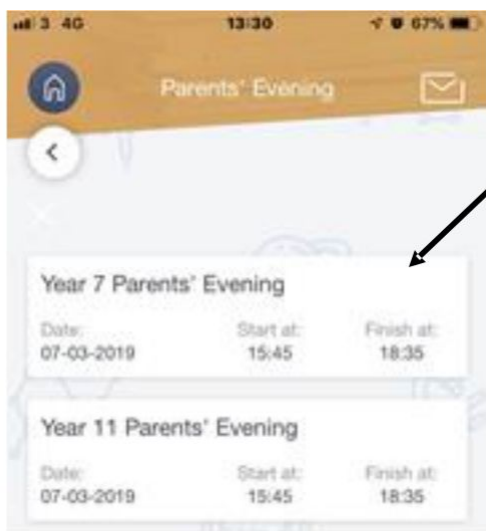 3 4G 13:30 67%
Parents' Evening
Year 7 Parents' Evening
Date: Start at: Finish at:
07-03-2019 15:45 18:35
Year 11 Parents' Evening
Date: Start at: Finish at:
07-03-2019 15:45 18:35